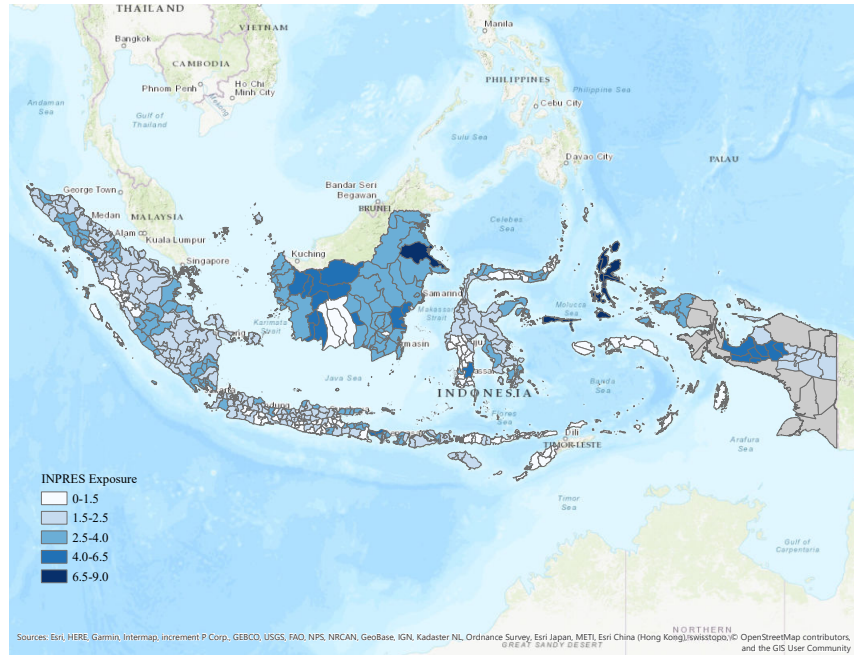 THAILAND
Manila
VIETNAM
Bangkok
CAMBODIA
PHILIPPINES
Andaman
Sea
Phnom Penh
Ho Chi
Minh City
Philippine Sea
Mekong
Cebu City
Gulf of
Thailand
Sulu Sea
Davao City
PALAU
George Town
Bandar Seri
Begawan
BRUNEI
Medan
MALAYSIA
Celebes
Sea
Alam
Kuala Lumpur
Kuching
Singapore
Samarind
Makassar
Strait
Molucca
Sea
Karimata
Strait
Java Sea
Banda
Sea
INDONESIA
Flores
Sea
Dili
TIMOR-LESTE
Arafura
Sea
INPRES Exposure
0-1.5
1.5-2.5
2.5-4.0
4.0-6.5
6.5-9.0
Timor
Sea
Gulf of
Carpentaria
NORTHERN
Sources: Esri, HERE, Garmin, Intermap, increment P Corp., GEBCO, USGS, FAO, NPS, NRCAN, GeoBase, IGN, Kadaster NL, Ordnance Survey, Esri Japan, METI, Esri China (Hong Kong), swisstopo, © OpenStreetMap contributors,
GREAT SANDY DESERT
and the GIS User Community